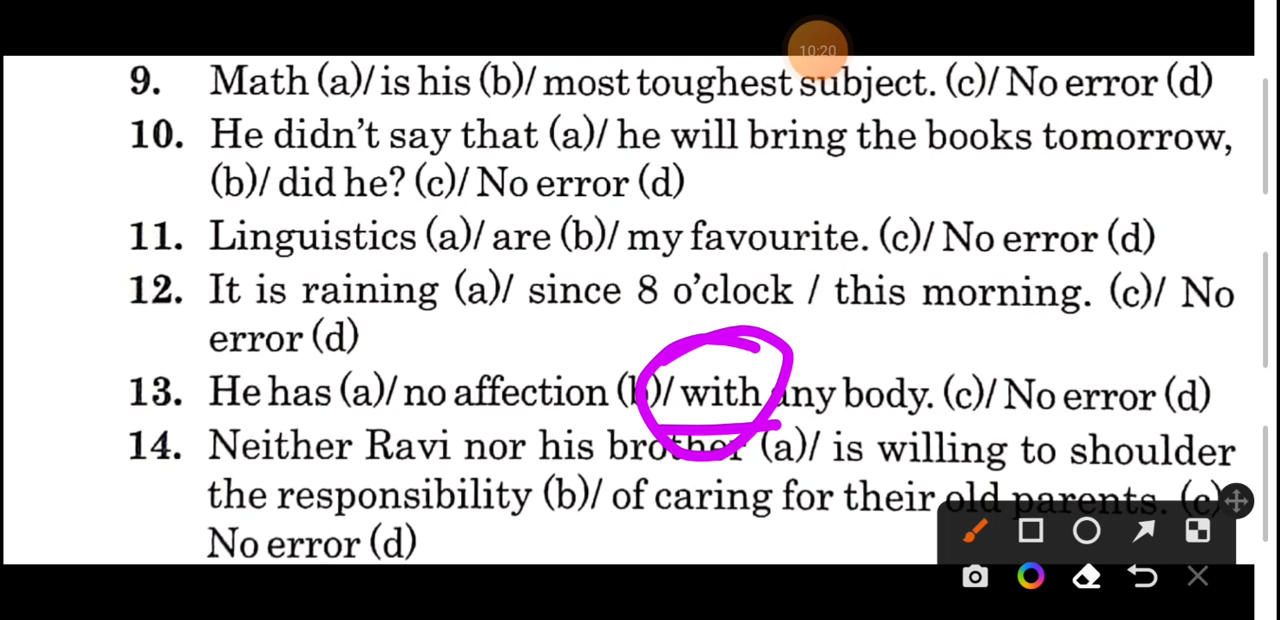 10:20
9. Math (a)/ is his (b)/ most toughest subject. (c)/ No error (d)
10. He didn't say that (a)/ he will bring the books tomorrow,
(b)/ did he? (c)/ No error (d)
11. Linguistics (a)/ are (b)/ my favourite. (c)/ No error (d)
12. It is raining (a)/ since 8 o'clock / this morning. (c)/ No
error (d)
13. He has (a)/ no affection (b)/ with any body. (c)/ No error (d)
14. Neither Ravi nor his brother (a)/ is willing to shoulder
the responsibility (b)/ of caring for their old parents. (c)
No error (d)